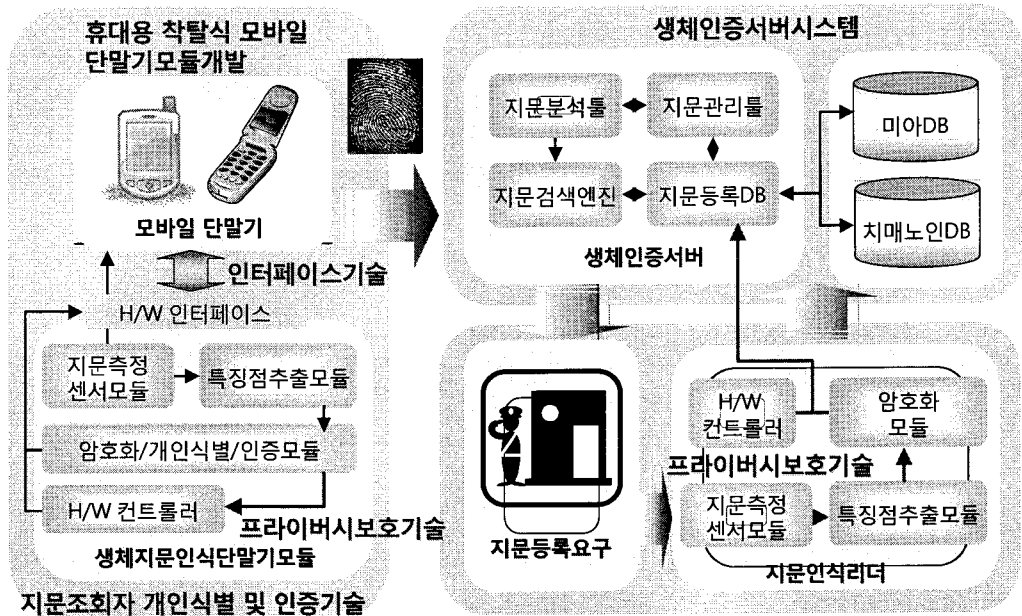 휴대용 착탈식 모바일
단말기모듈개발
모바일 단말기
인터페이스기술
H/W 인터페이스
지문측정
센서모듈
특징점추출모듈
암호화/개인식별/인증모듈
H/W 컨트롤러
프라이버시보호기술
생체지문인식단말기모듈
지문조회자 개인식별 및 인증기술
생체인증서버시스템
지문분석툴
지문관리툴
지문검색엔진
지문등록DB
생체인증서버
미아DB
치매노인DB
지문등록요구
H/W
컨트롤러
암호화
모듈
프라이버시보호기술
지문측정
센서모듈
특징점추출모듈
지문인식리더